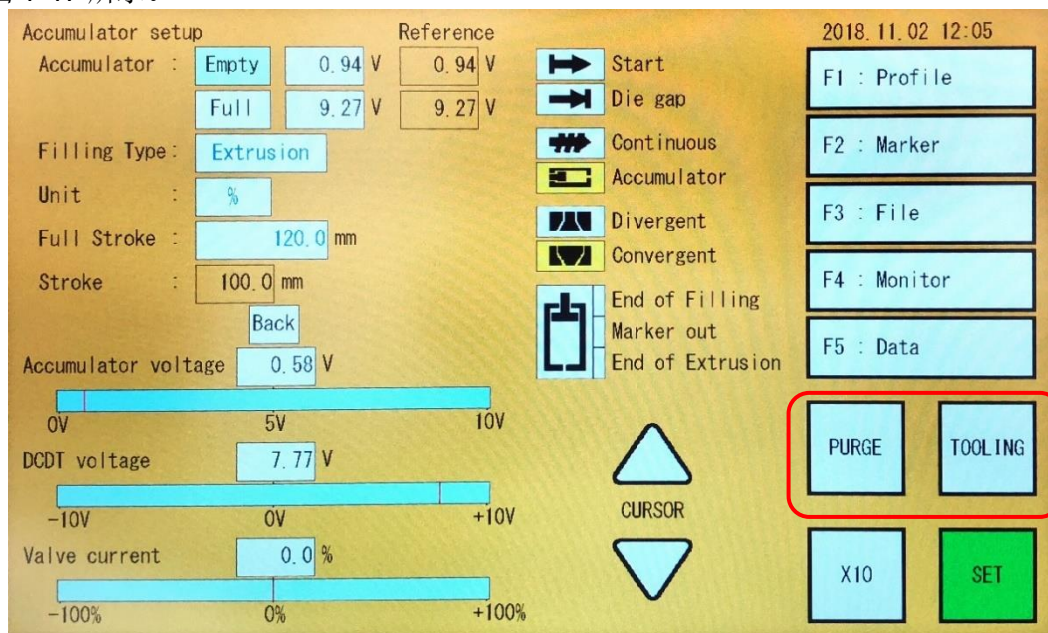 Accumulator setup Reference
Accumulator : Empty 0.94 V 0.94 V
Full 9.27 V 9.27 V
Filling Type: Extrusion
Unit : %
Full Stroke : 120.0 mm
Stroke : 100.0 mm
Back
Accumulator voltage 0.58 V
0V 5V 10V
DCDT voltage 7.77 V
-10V 0V +10V
Valve current 0.0 %
-100% 0% +100%
Start
Die gap
Continuous
Accumulator
Divergent
Convergent
End of Filling
Marker out
End of Extrusion
CURSOR
2018.11.02 12:05
F1 : Profile
F2 : Marker
F3 : File
F4 : Monitor
F5 : Data
PURGE TOOLING
X10 SET